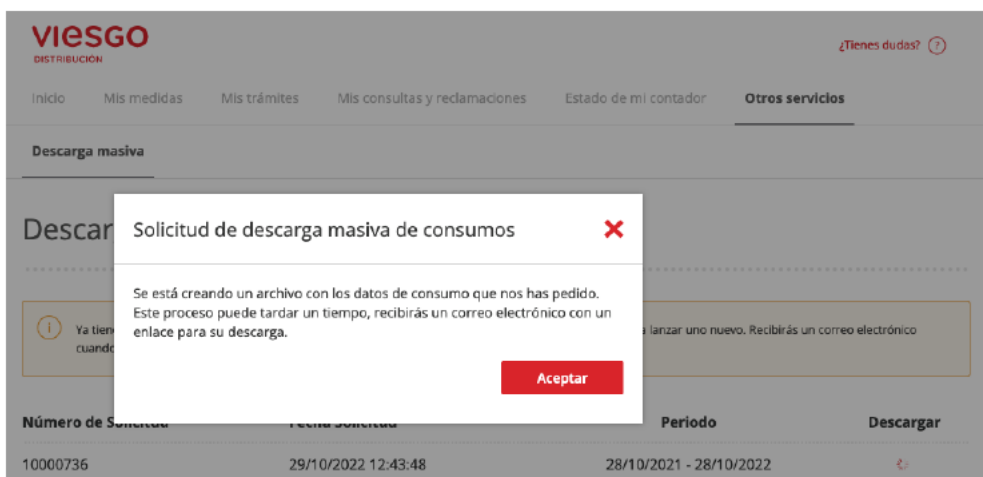 viesgo
DISTRIBUCIÓN
¿Tienes dudas? ?
Inicio Mis medidas Mis trámites Mis consultas y reclamaciones Estado de mi contador Otros servicios
Descarga masiva
Descar
Solicitud de descarga masiva de consumos
Se está creando un archivo con los datos de consumo que nos has pedido.
Este proceso puede tardar un tiempo, recibirás un correo electrónico con un
enlace para su descarga.
Aceptar
Ya tien lanzar uno nuevo. Recibirás un correo electrónico
cuando
Número de Solicitud Fecha Solicitud Periodo Descargar
10000736 29/10/2022 12:43:48 28/10/2021 - 28/10/2022